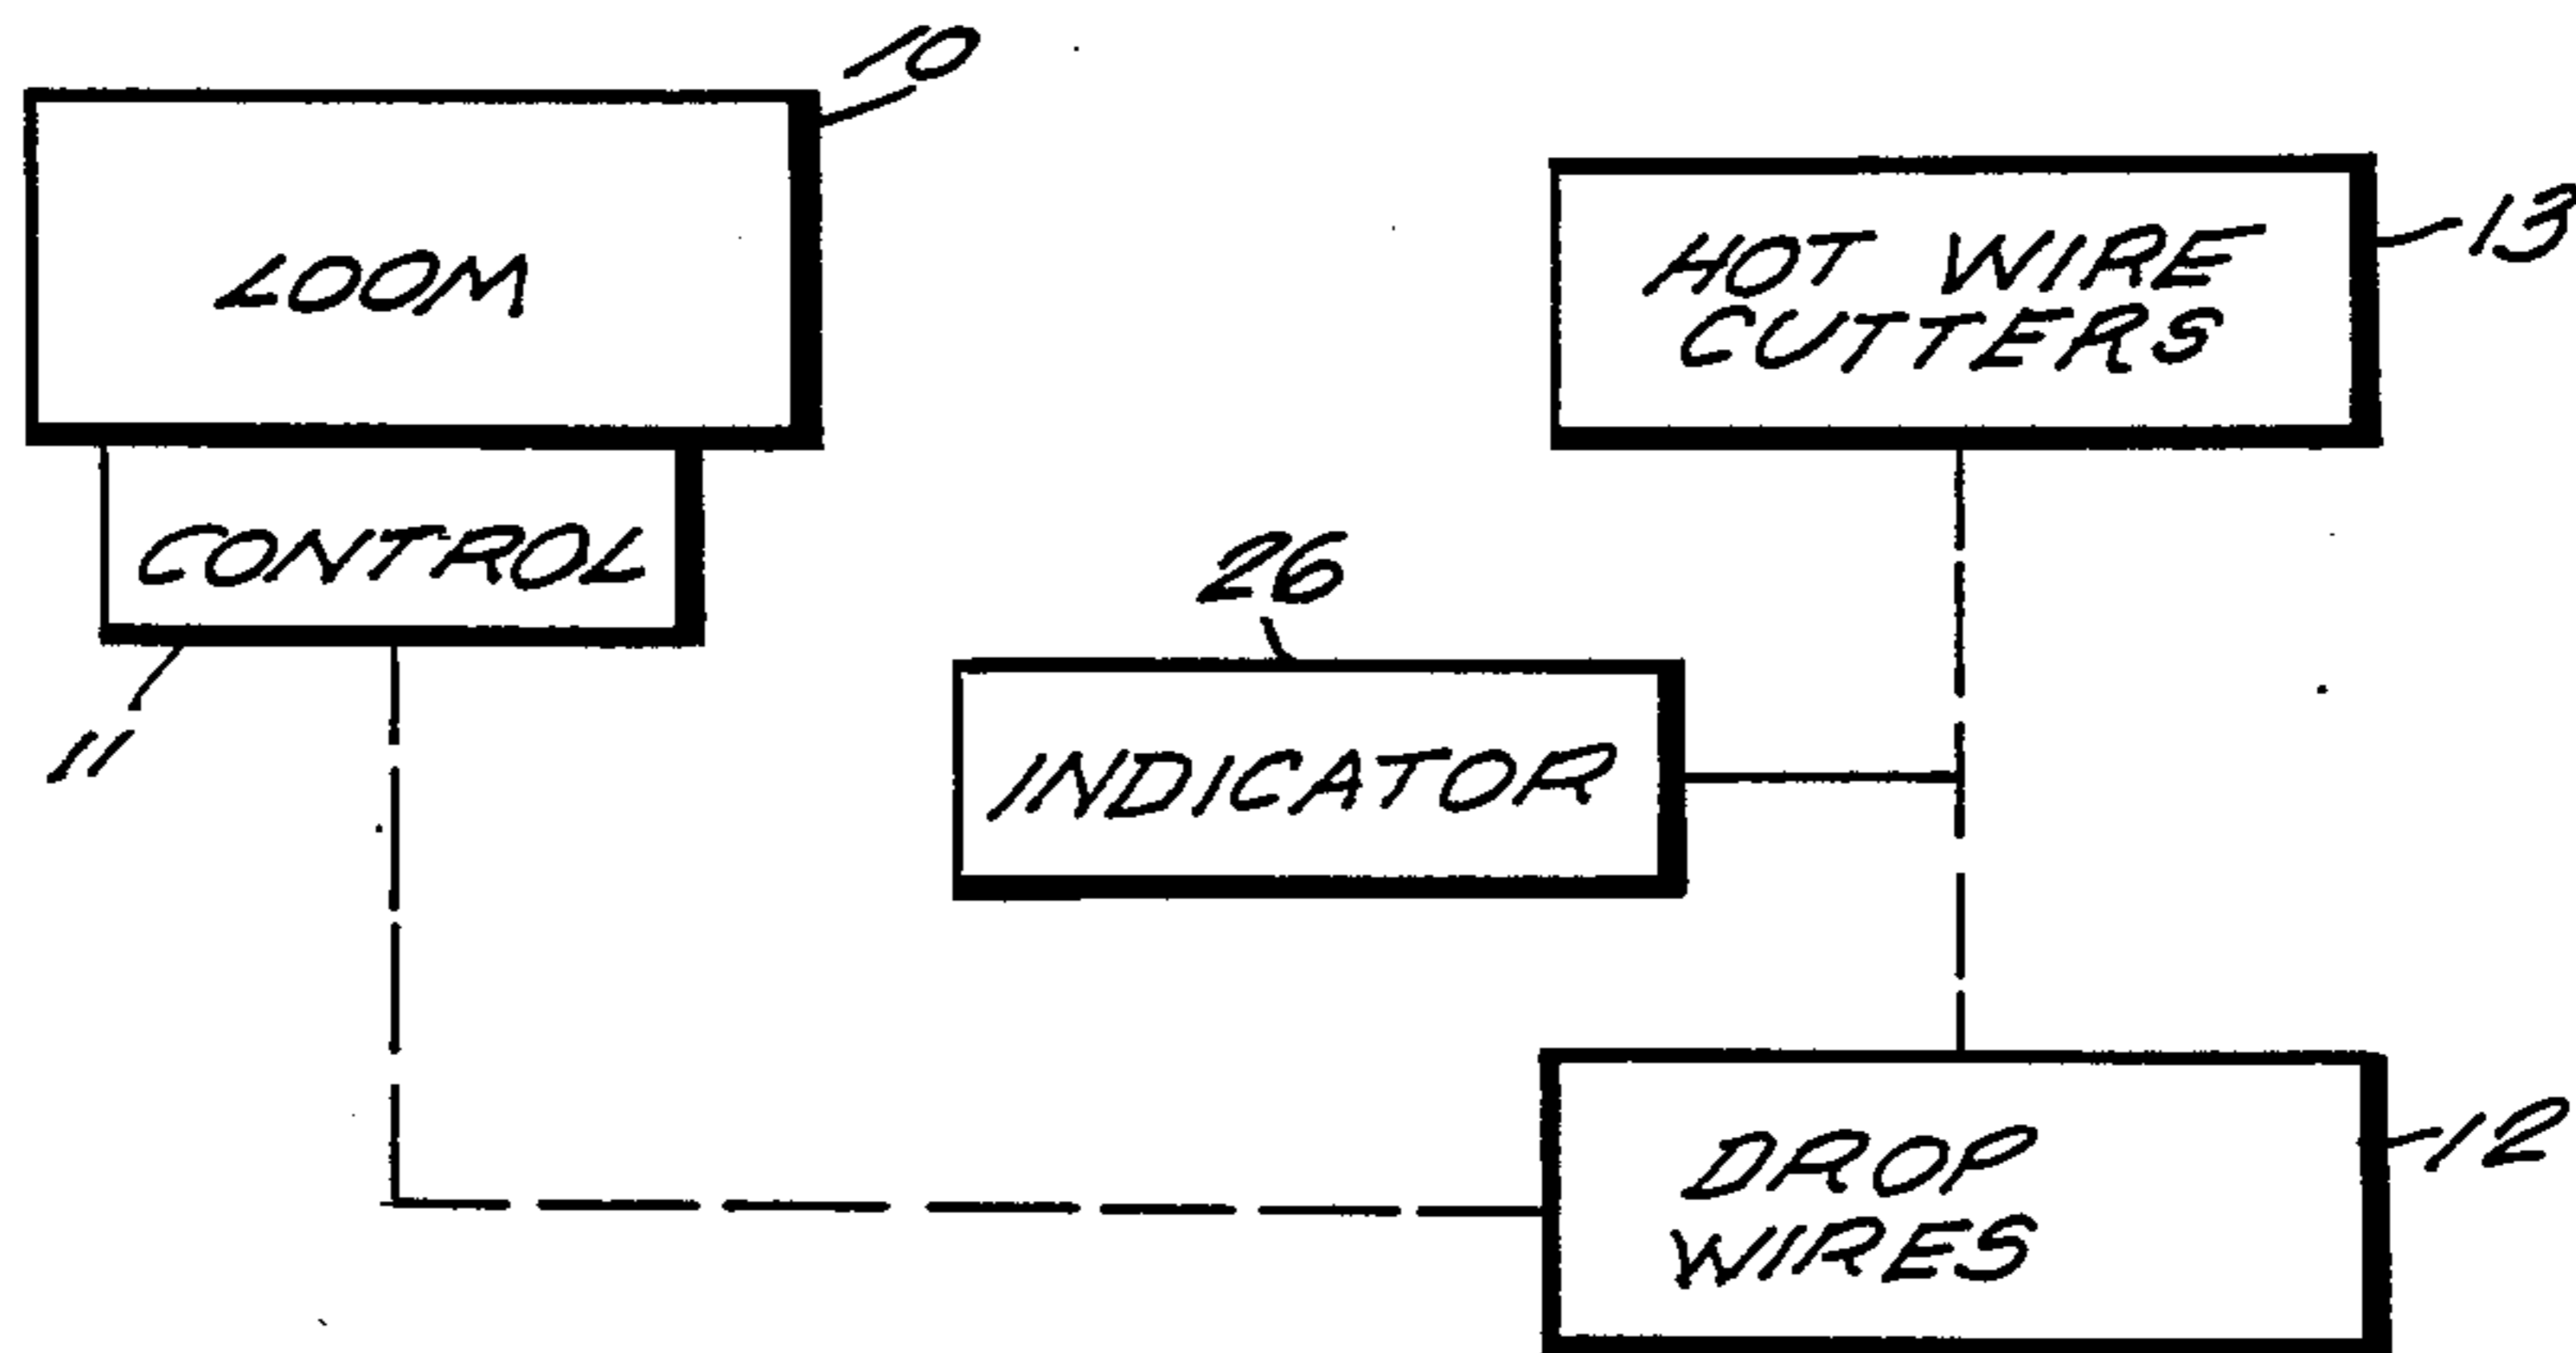 10
LOOM
HOT WIRE
CUTTERS
13
CONTROL
11
26
INDICATOR
DROP
WIRES
12